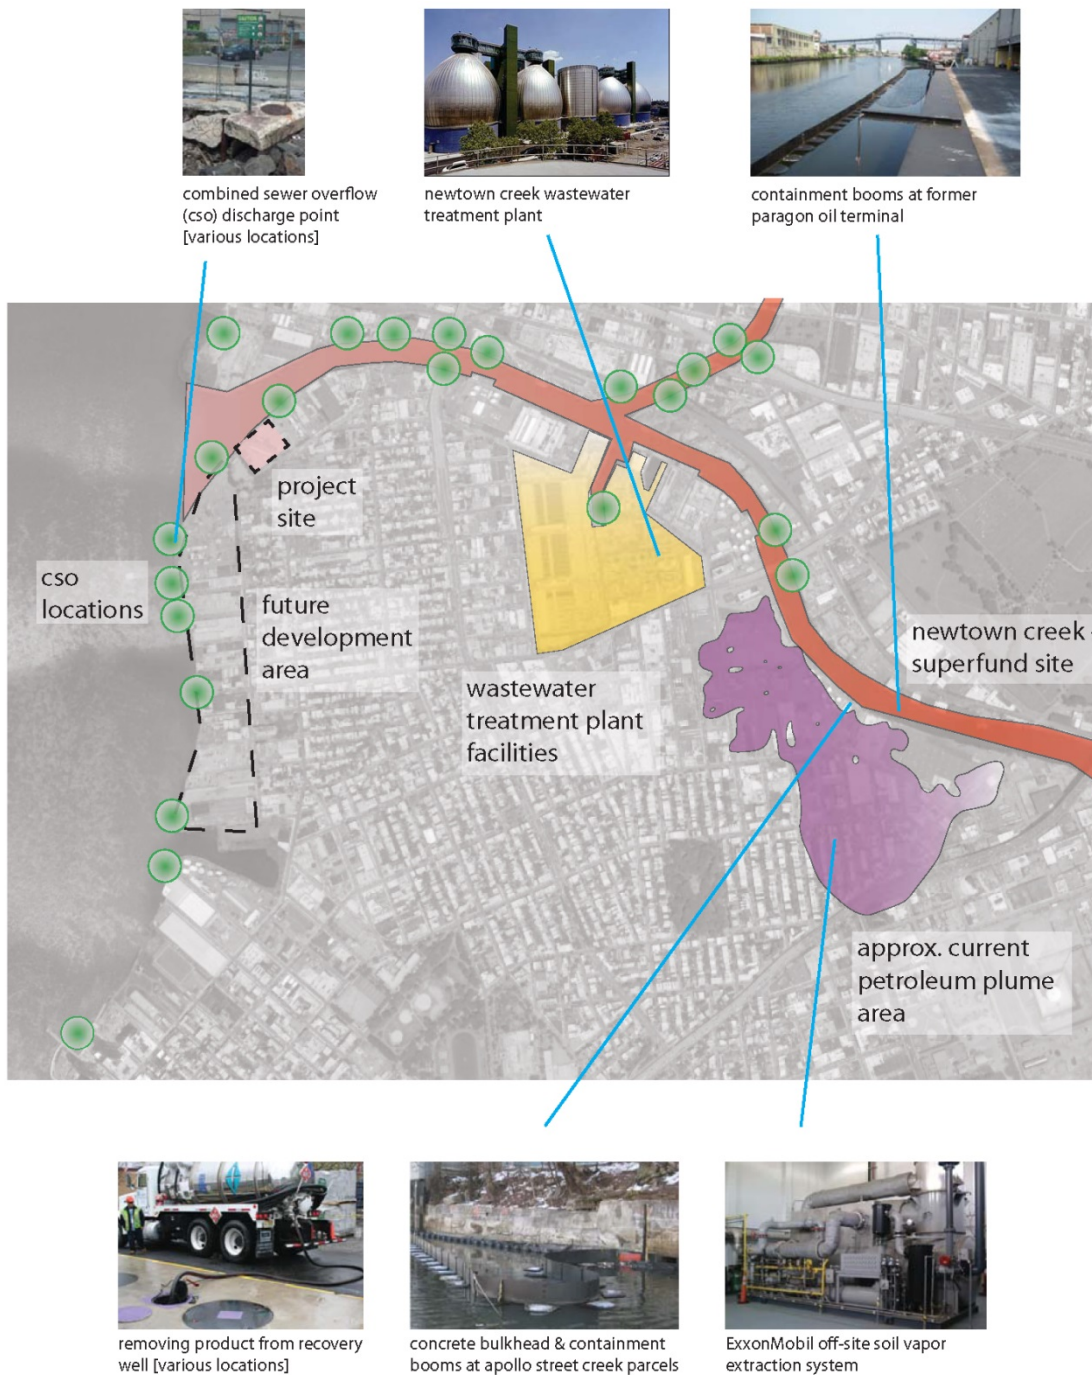 combined sewer overflow
(cso) discharge point
[various locations]
newtown creek wastewater
treatment plant
containment booms at former
paragon oil terminal
project
site
cso
locations
future
development
area
wastewater
treatment plant
facilities
newtown creek -
superfund site
approx. current
petroleum plume
area
removing product from recovery
well [various locations]
concrete bulkhead & containment
booms at apollo street creek parcels
ExxonMobil off-site soil vapor
extraction system